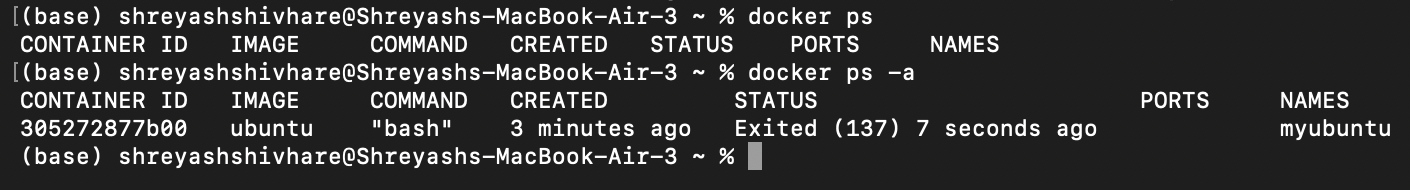 [(base) shreyashshivhare@Shreyashs-MacBook-Air-3 ~ % docker ps
CONTAINER ID   IMAGE     COMMAND   CREATED   STATUS    PORTS     NAMES
[(base) shreyashshivhare@Shreyashs-MacBook-Air-3 ~ % docker ps -a
CONTAINER ID   IMAGE     COMMAND   CREATED         STATUS                       PORTS     NAMES
305272877b00   ubuntu    "bash"    3 minutes ago   Exited (137) 7 seconds ago             myubuntu
(base) shreyashshivhare@Shreyashs-MacBook-Air-3 ~ %